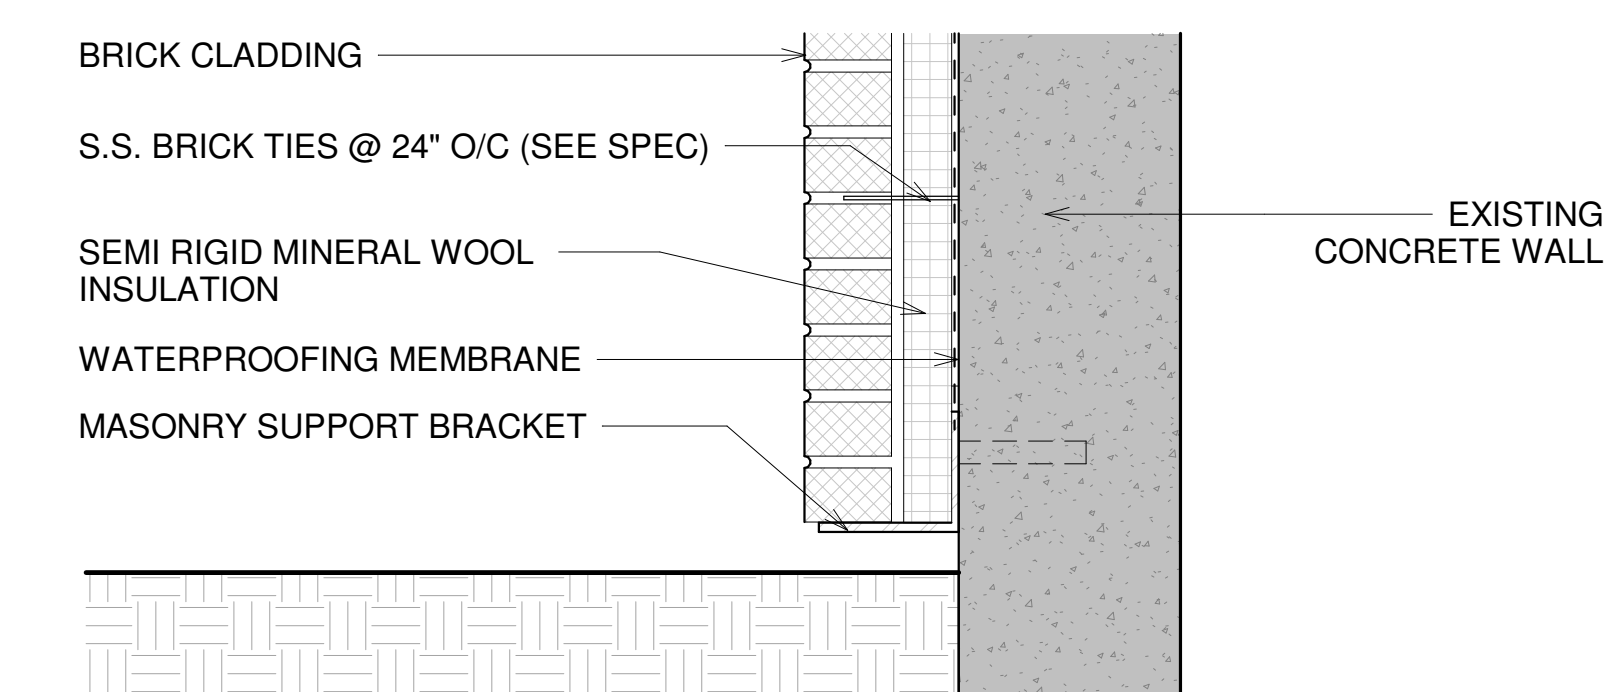 BRICK CLADDING
S.S. BRICK TIES @ 24" O/C (SEE SPEC)
SEMI RIGID MINERAL WOOL
INSULATION
WATERPROOFING MEMBRANE
MASONRY SUPPORT BRACKET
EXISTING
CONCRETE WALL